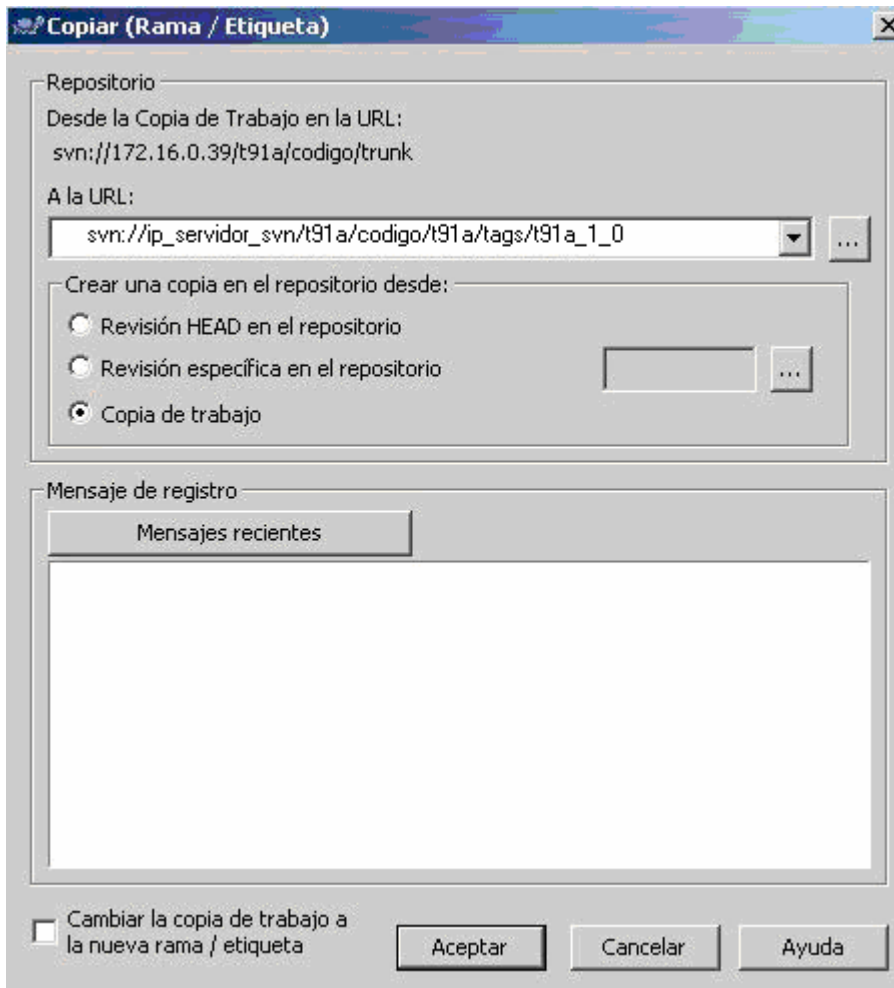 Copiar (Rama / Etiqueta)
Repositorio
Desde la Copia de Trabajo en la URL:
svn://172.16.0.39/t91a/codigo/trunk
A la URL:
svn://ip_servidor_svn/t91a/codigo/t91a/tags/t91a_1_0
...
Crear una copia en el repositorio desde:
Revisión HEAD en el repositorio
Revisión específica en el repositorio
...
Copia de trabajo
Mensaje de registro
Mensajes recientes
Cambiar la copia de trabajo a
la nueva rama / etiqueta
Aceptar
Cancelar
Ayuda